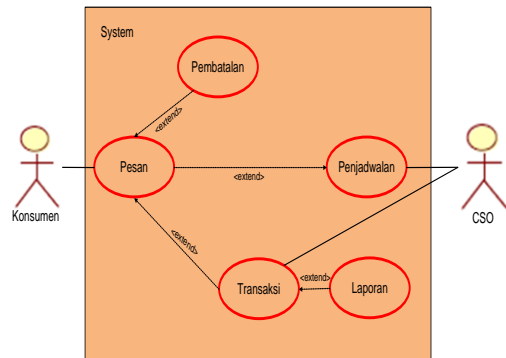 System
Pembatalan
<extend>
Pesan
<extend>
Penjadwalan
Konsumen
CSO
<extend>
Transaksi
<extend>
Laporan